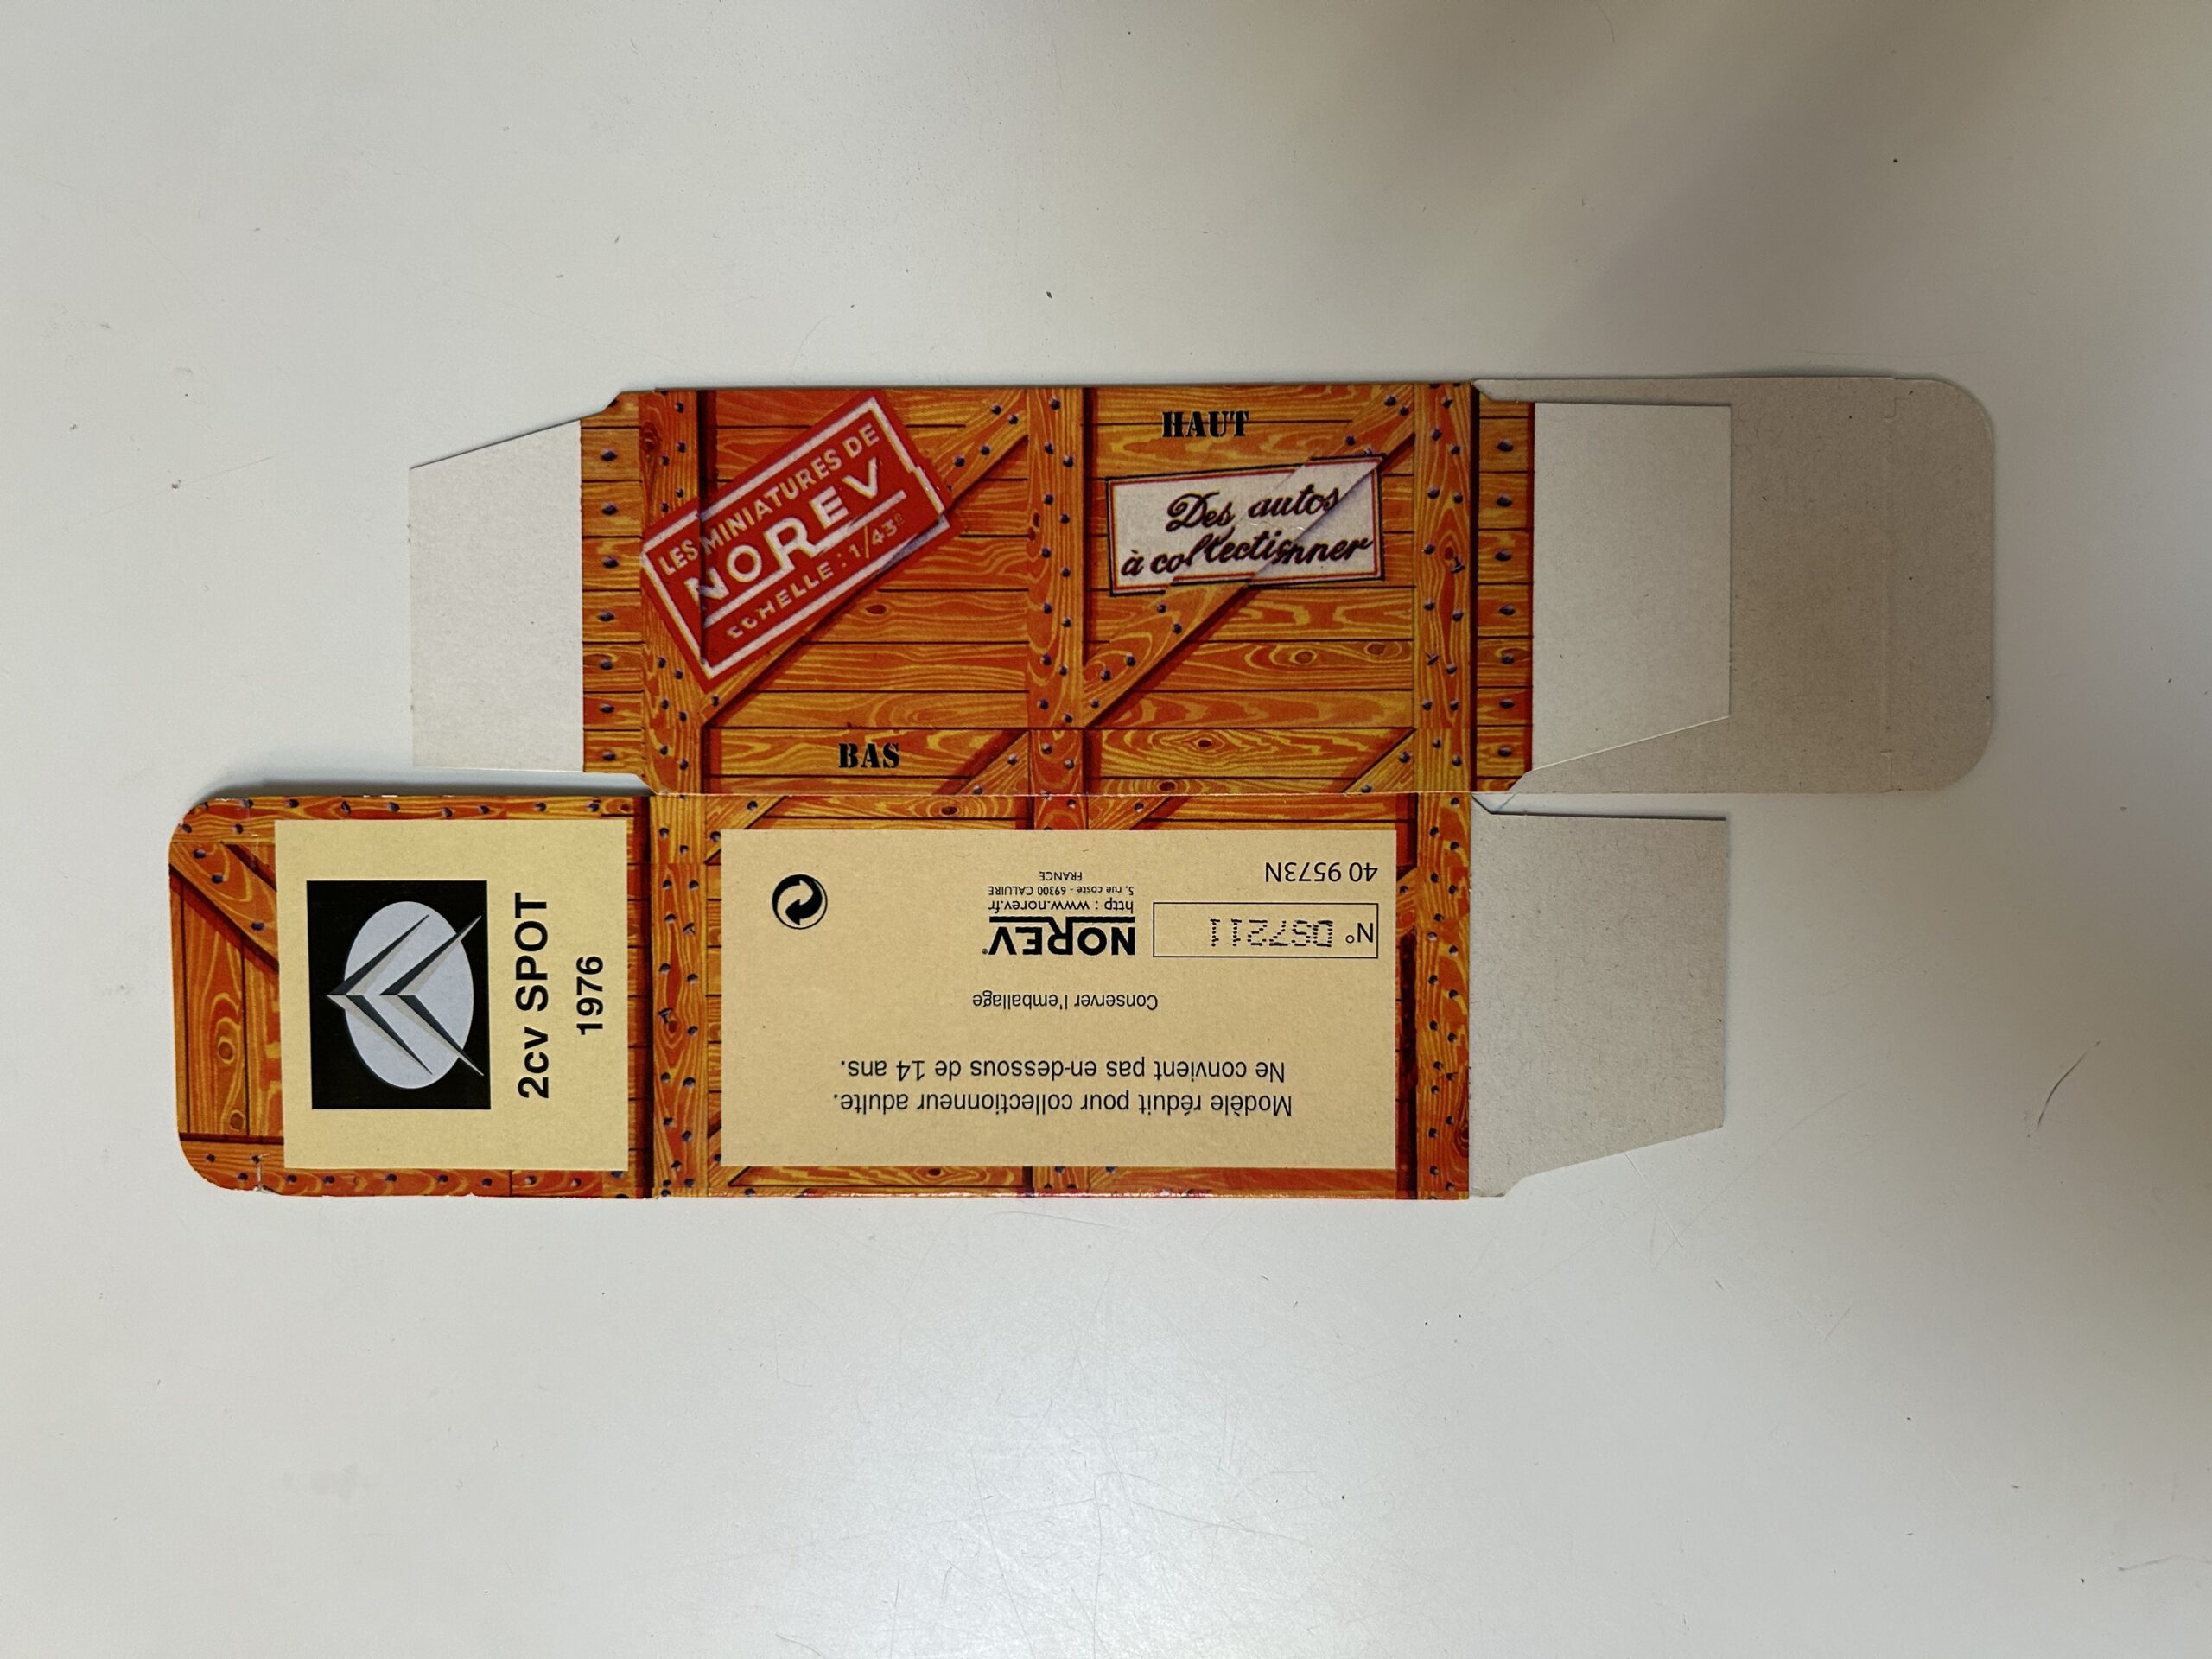 LES MINIATURES DE
NOREV
ECHELLE : 1/43e
HAUT
Des autos
à collectionner
BAS
2cv SPOT
1976
Modèle réduit pour collectionneur adulte.
Ne convient pas en-dessous de 14 ans.
Conserver l'emballage
N° DS7211
40 9573N
NOREV®
http : www.norev.fr
5, rue coste - 69300 CALUIRE
FRANCE